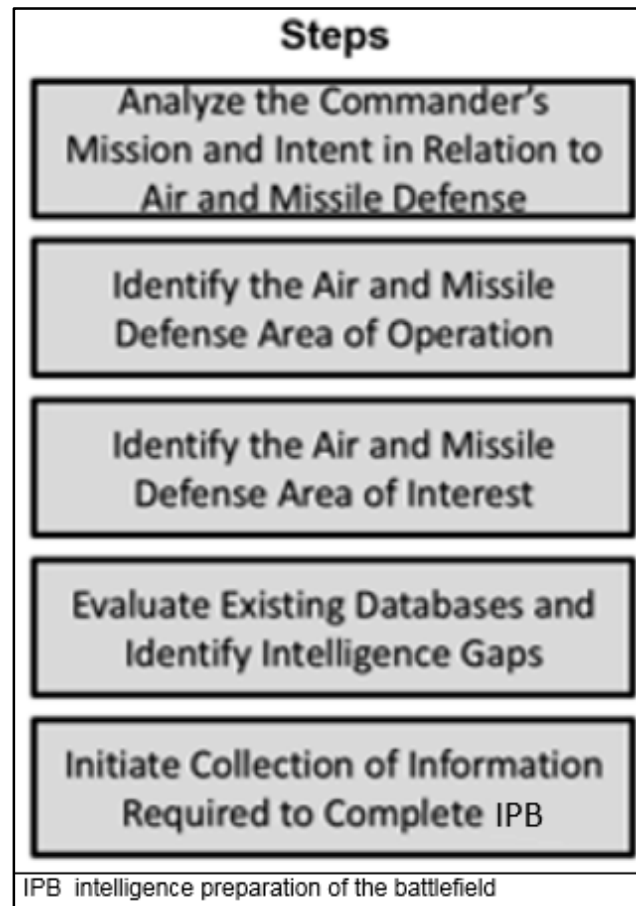 Steps
Analyze the Commander's
Mission and Intent in Relation to
Air and Missile Defense
Identify the Air and Missile
Defense Area of Operation
Identify the Air and Missile
Defense Area of Interest
Evaluate Existing Databases and
Identify Intelligence Gaps
Initiate Collection of Information
Required to Complete IPB
IPB intelligence preparation of the battlefield